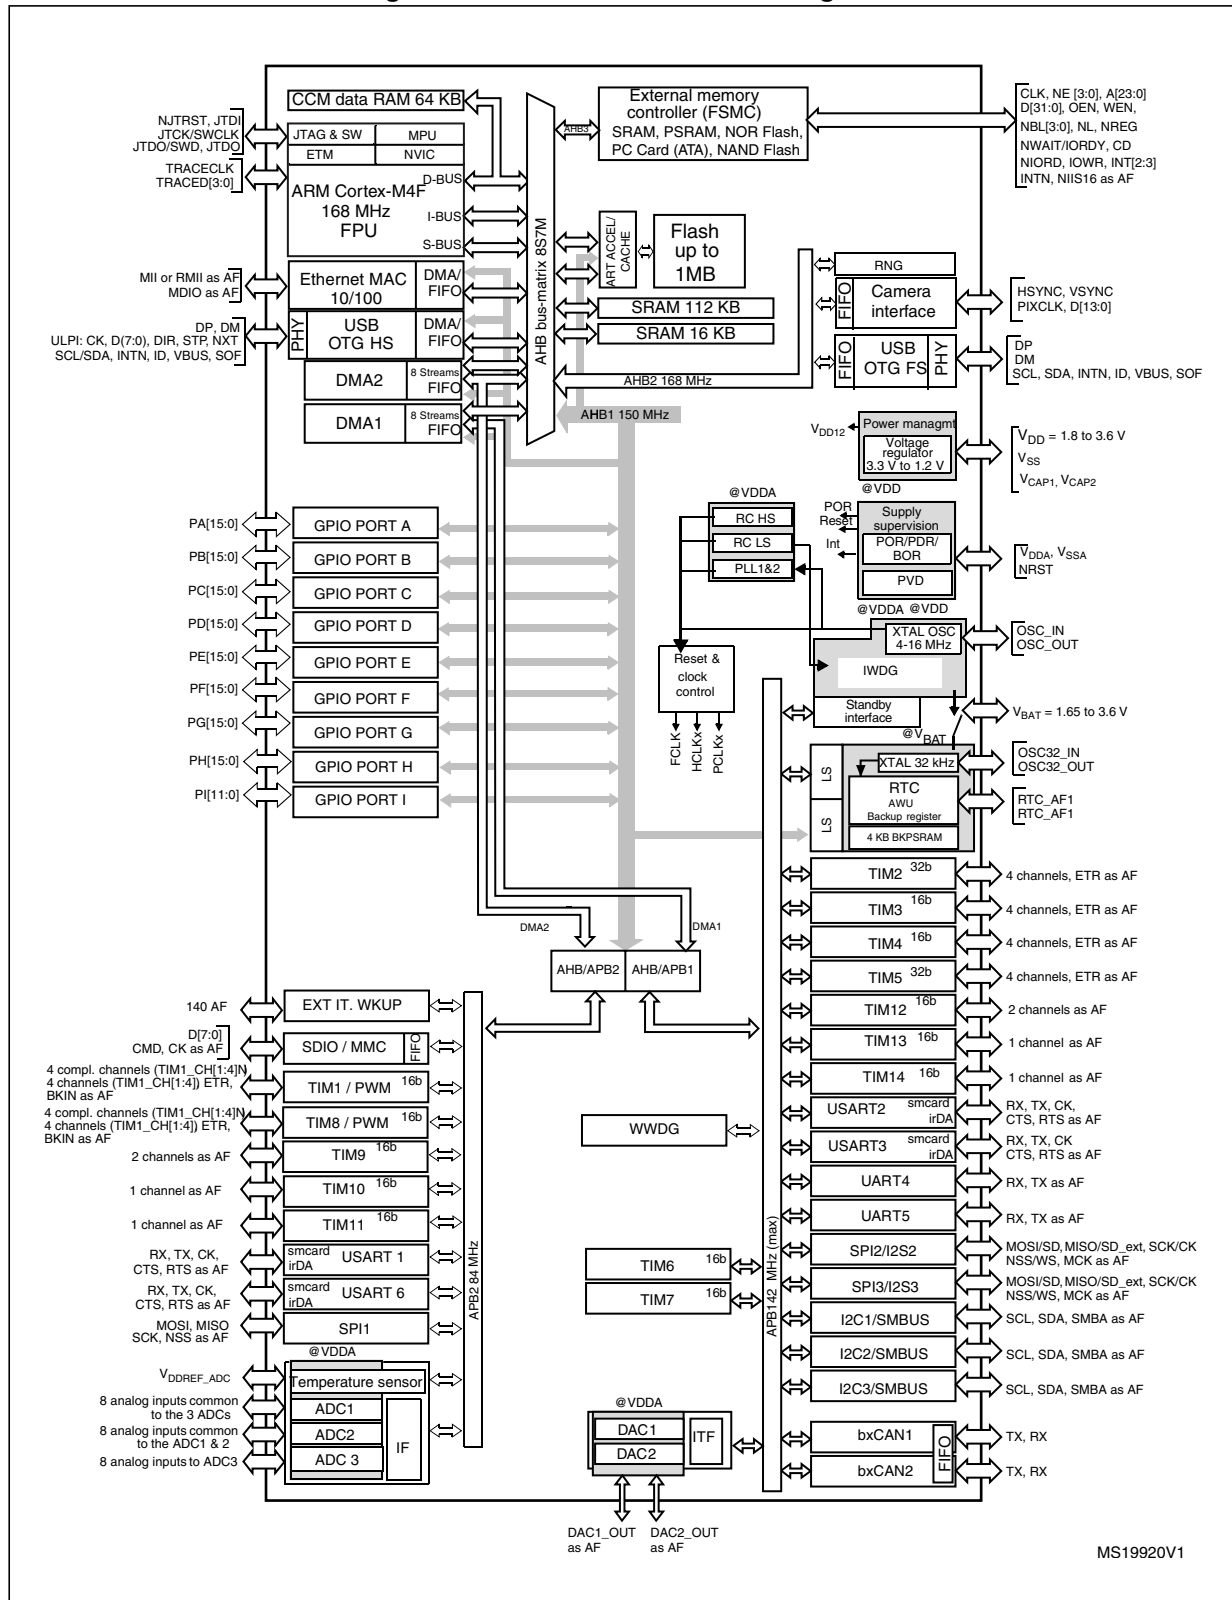 CCM data RAM 64 KB
NJTRST, JTDI
JTCK/SWCLK
JTDO/SWD, JTDO
JTAG & SW
MPU
ETM
NVIC
TRACECLK
TRACED[3:0]
ARM Cortex-M4F
168 MHz
FPU
D-BUS
I-BUS
S-BUS
MII or RMII as AF
MDIO as AF
Ethernet MAC
10/100
DMA/
FIFO
DP, DM
ULPI: CK, D(7:0), DIR, STP, NXT
SCL/SDA, INTN, ID, VBUS, SOF
PHY
USB
OTG HS
DMA/
FIFO
DMA2
8 Streams
FIFO
DMA1
8 Streams
FIFO
AHB bus-matrix 8S7M
AHB3
External memory
controller (FSMC)
SRAM, PSRAM, NOR Flash,
PC Card (ATA), NAND Flash
CLK, NE [3:0], A[23:0]
D[31:0], OEN, WEN,
NBL[3:0], NL, NREG
NWAIT/IORDY, CD
NIORD, IOWR, INT[2:3]
INTN, NIIS16 as AF
ART ACCEL/
CACHE
Flash
up to
1MB
SRAM 112 KB
SRAM 16 KB
AHB2 168 MHz
AHB1 150 MHz
RNG
FIFO
Camera
interface
HSYNC, VSYNC
PIXCLK, D[13:0]
FIFO
USB
OTG FS
PHY
DP
DM
SCL, SDA, INTN, ID, VBUS, SOF
VDD12
Power managmt
Voltage
regulator
3.3 V to 1.2 V
VDD = 1.8 to 3.6 V
VSS
VCAP1, VCAP2
@VDD
@VDDA
RC HS
RC LS
PLL1&2
POR
Reset
Int
Supply
supervision
POR/PDR/
BOR
PVD
VDDA, VSSA
NRST
@VDDA @VDD
XTAL OSC
4-16 MHz
OSC_IN
OSC_OUT
IWDG
Standby
interface
VBAT = 1.65 to 3.6 V
@VBAT
Reset &
clock
control
FCLK
HCLKx
PCLKx
LS
LS
XTAL 32 kHz
OSC32_IN
OSC32_OUT
RTC
AWU
Backup register
RTC_AF1
RTC_AF1
4 KB BKPSRAM
PA[15:0]
GPIO PORT A
PB[15:0]
GPIO PORT B
PC[15:0]
GPIO PORT C
PD[15:0]
GPIO PORT D
PE[15:0]
GPIO PORT E
PF[15:0]
GPIO PORT F
PG[15:0]
GPIO PORT G
PH[15:0]
GPIO PORT H
PI[11:0]
GPIO PORT I
DMA2
DMA1
AHB/APB2
AHB/APB1
TIM2 32b
4 channels, ETR as AF
TIM3 16b
4 channels, ETR as AF
TIM4 16b
4 channels, ETR as AF
TIM5 32b
4 channels, ETR as AF
TIM12 16b
2 channels as AF
TIM13 16b
1 channel as AF
TIM14 16b
1 channel as AF
USART2
smcard
irDA
RX, TX, CK,
CTS, RTS as AF
USART3
smcard
irDA
RX, TX, CK
CTS, RTS as AF
UART4
RX, TX as AF
UART5
RX, TX as AF
SPI2/I2S2
MOSI/SD, MISO/SD_ext, SCK/CK
NSS/WS, MCK as AF
SPI3/I2S3
MOSI/SD, MISO/SD_ext, SCK/CK
NSS/WS, MCK as AF
I2C1/SMBUS
SCL, SDA, SMBA as AF
I2C2/SMBUS
SCL, SDA, SMBA as AF
I2C3/SMBUS
SCL, SDA, SMBA as AF
bxCAN1
TX, RX
bxCAN2
TX, RX
FIFO
140 AF
EXT IT. WKUP
D[7:0]
CMD, CK as AF
SDIO / MMC
FIFO
4 compl. channels (TIM1_CH[1:4]N
4 channels (TIM1_CH[1:4]) ETR,
BKIN as AF
TIM1 / PWM 16b
4 compl. channels (TIM1_CH[1:4]N
4 channels (TIM1_CH[1:4]) ETR,
BKIN as AF
TIM8 / PWM 16b
2 channels as AF
TIM9 16b
1 channel as AF
TIM10 16b
1 channel as AF
TIM11 16b
RX, TX, CK,
CTS, RTS as AF
smcard
irDA
USART 1
RX, TX, CK,
CTS, RTS as AF
smcard
irDA
USART 6
MOSI, MISO
SCK, NSS as AF
SPI1
APB2 84 MHz
@VDDA
VDDREF_ADC
Temperature sensor
8 analog inputs common
to the 3 ADCs
ADC1
8 analog inputs common
to the ADC1 & 2
ADC2
8 analog inputs to ADC3
ADC 3
IF
WWDG
TIM6 16b
TIM7 16b
APB142 MHz (max)
@VDDA
DAC1
DAC2
ITF
DAC1_OUT
as AF
DAC2_OUT
as AF
MS19920V1